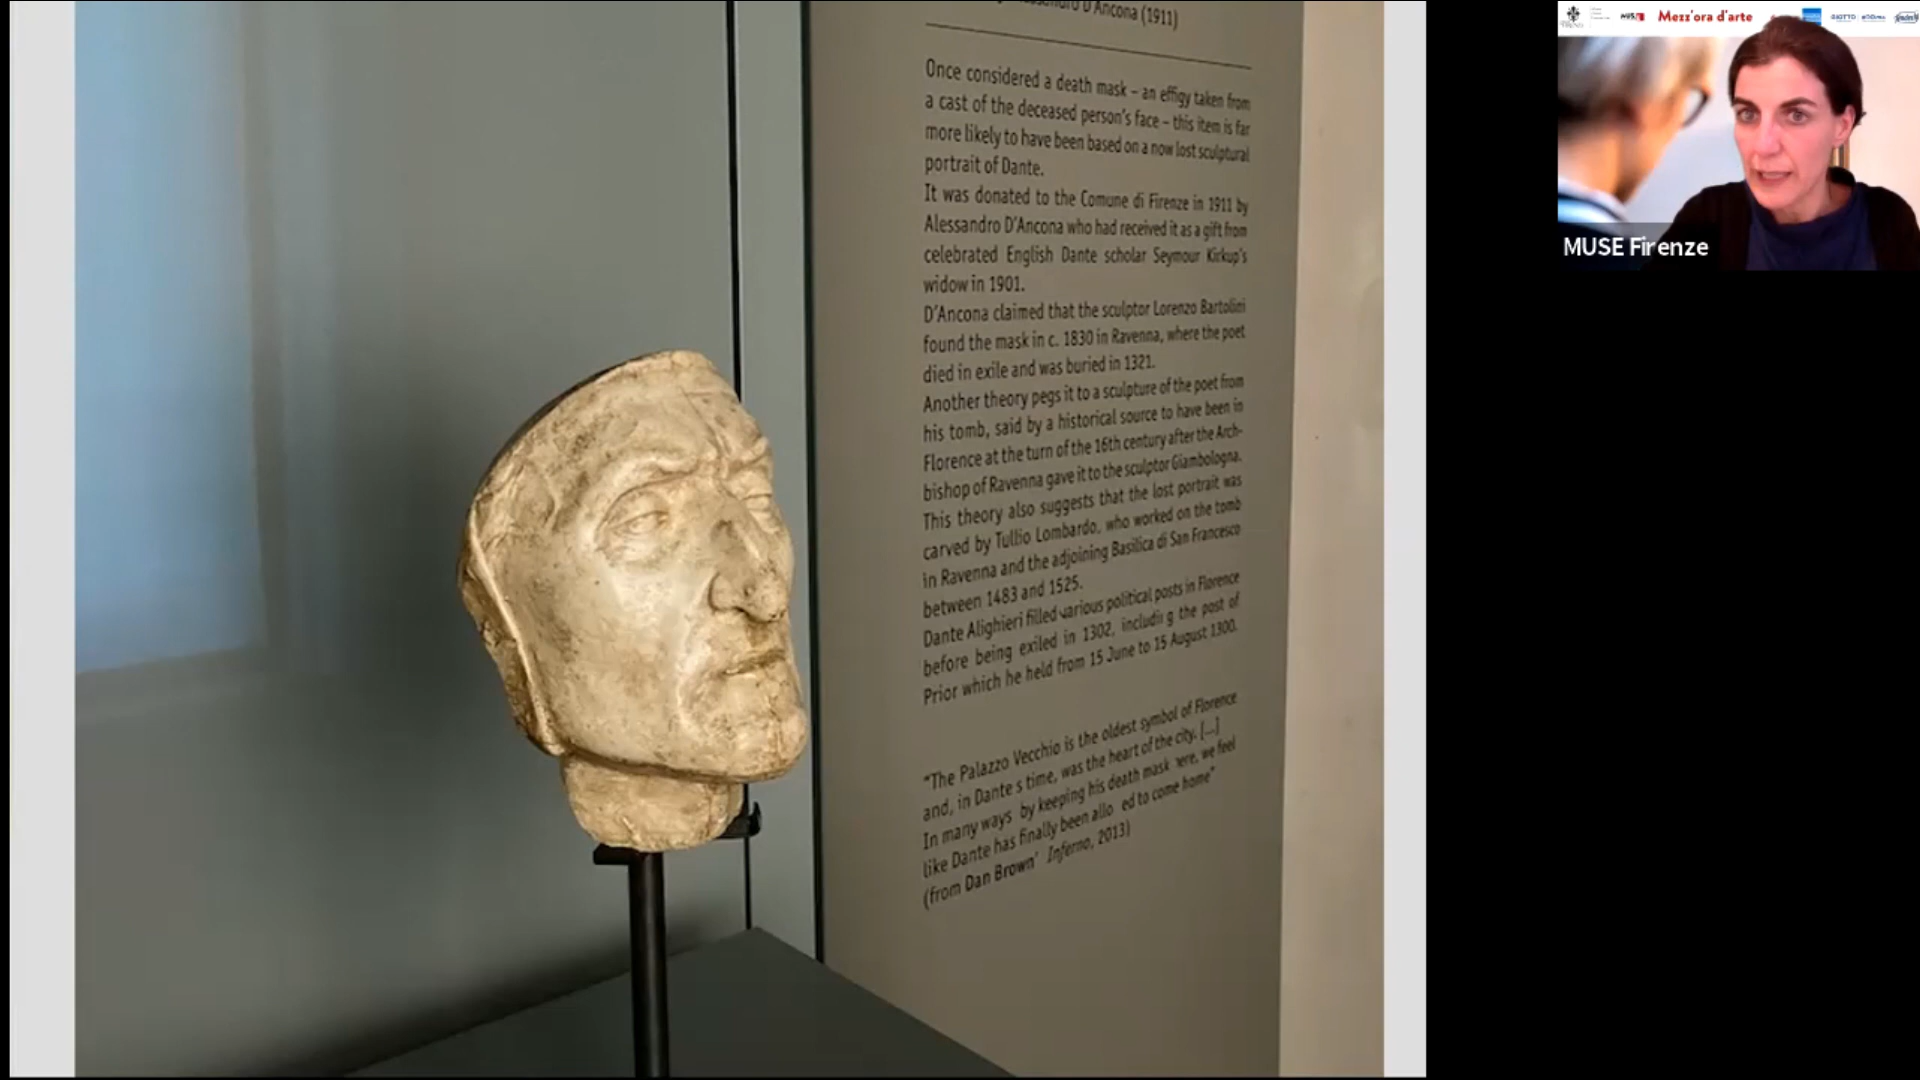 D'Ancona (1911)
Once considered a death mask – an effigy taken from
a cast of the deceased person's face – this item is far
more likely to have been based on a now lost sculptural
portrait of Dante.
It was donated to the Comune di Firenze in 1911 by
Alessandro D'Ancona who had received it as a gift from
celebrated English Dante scholar Seymour Kirkup's
widow in 1901.
D'Ancona claimed that the sculptor Lorenzo Bartolini
found the mask in c. 1830 in Ravenna, where the poet
died in exile and was buried in 1321.
Another theory pegs it to a sculpture of the poet from
his tomb, said by a historical source to have been in
Florence at the turn of the 16th century after the Arch-
bishop of Ravenna gave it to the sculptor Giambologna.
This theory also suggests that the lost portrait was
carved by Tullio Lombardo, who worked on the tomb
in Ravenna and the adjoining Basilica di San Francesco
between 1483 and 1525.
Dante Alighieri filled various political posts in Florence
before being exiled in 1302, includi g the post of
Prior which he held from 15 June to 15 August 1300.
"The Palazzo Vecchio is the oldest symbol of Florence
and, in Dante s time, was the heart of the city. [...]
In many ways by keeping his death mask ere, we feel
like Dante has finally been allo ed to come home"
(from Dan Brown' Inferno, 2013)
Mezz'ora d'arte
GIOTTO
MUSE Firenze